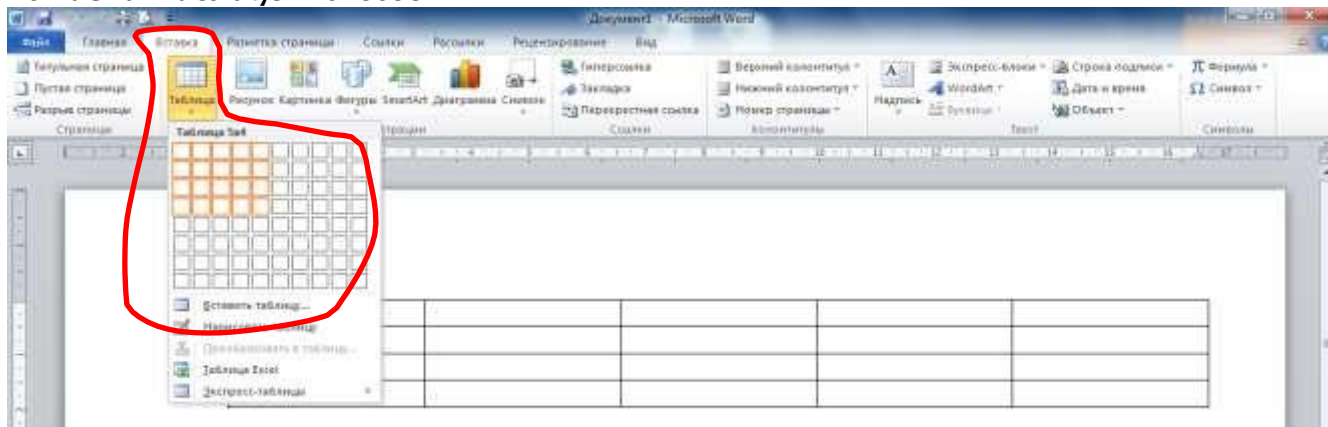 Документ1 - Microsoft Word
Файл Главная Вставка Разметка страницы Ссылки Рассылки Рецензирование Вид
Титульная страница
Пустая страница
Разрыв страницы
Страницы
Таблица Рисунок Картинка Фигуры SmartArt Диаграмма Снимок
Гиперссылка
Закладка
Перекрестная ссылка
Ссылки
Верхний колонтитул
Нижний колонтитул
Номер страницы
Колонтитулы
Надпись
Экспресс-блоки
WordArt
Буквица
Строка подписи
Дата и время
Объект
Текст
Формула
Символ
Символы
Таблица 5x4
Вставить таблицу...
Нарисовать таблицу
Преобразовать в таблицу...
Таблица Excel
Экспресс-таблицы